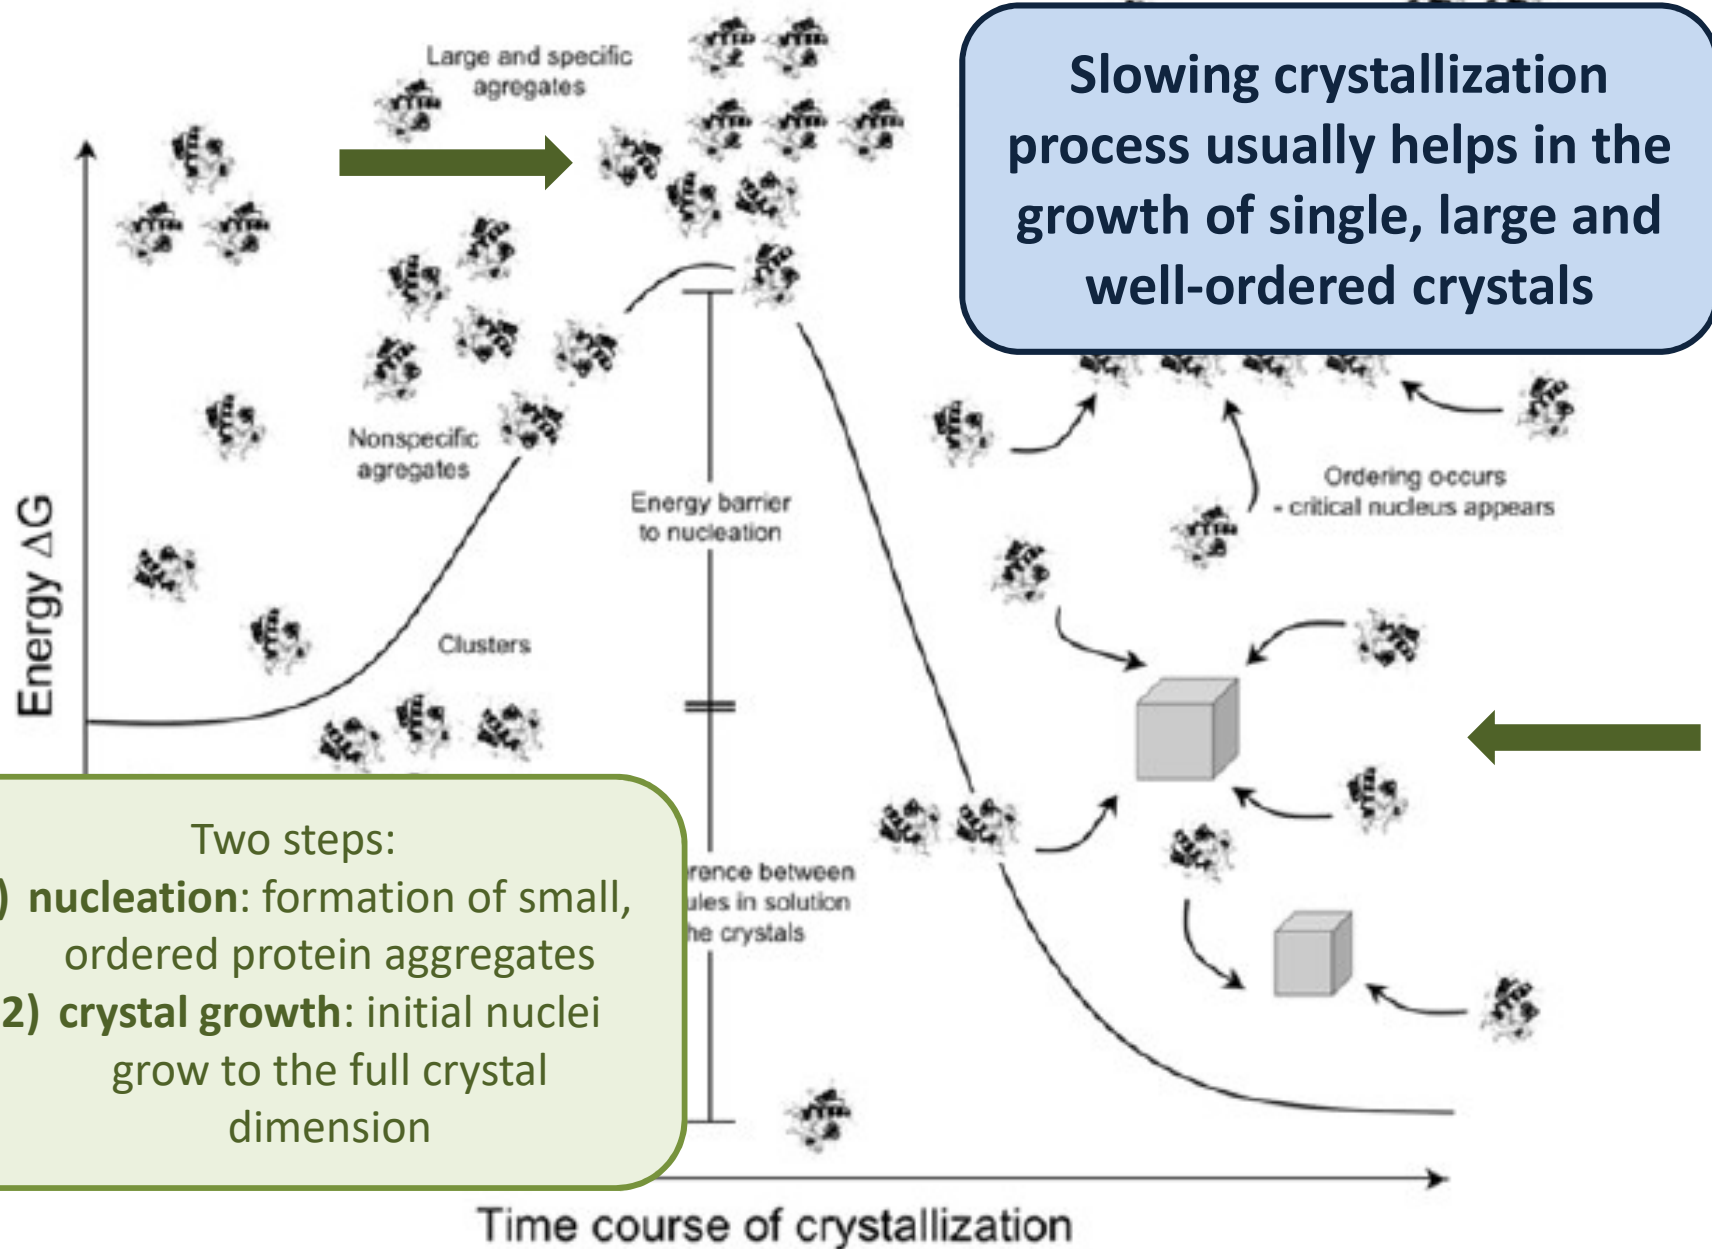 Large and specific
agregates
Slowing crystallization
process usually helps in the
growth of single, large and
well-ordered crystals
Nonspecific
agregates
Energy barrier
to nucleation
Ordering occurs
- critical nucleus appears
Energy ΔG
Clusters
Two steps:
) nucleation: formation of small,
ordered protein aggregates
2) crystal growth: initial nuclei
grow to the full crystal
dimension
between
in solution
crystals
Time course of crystallization